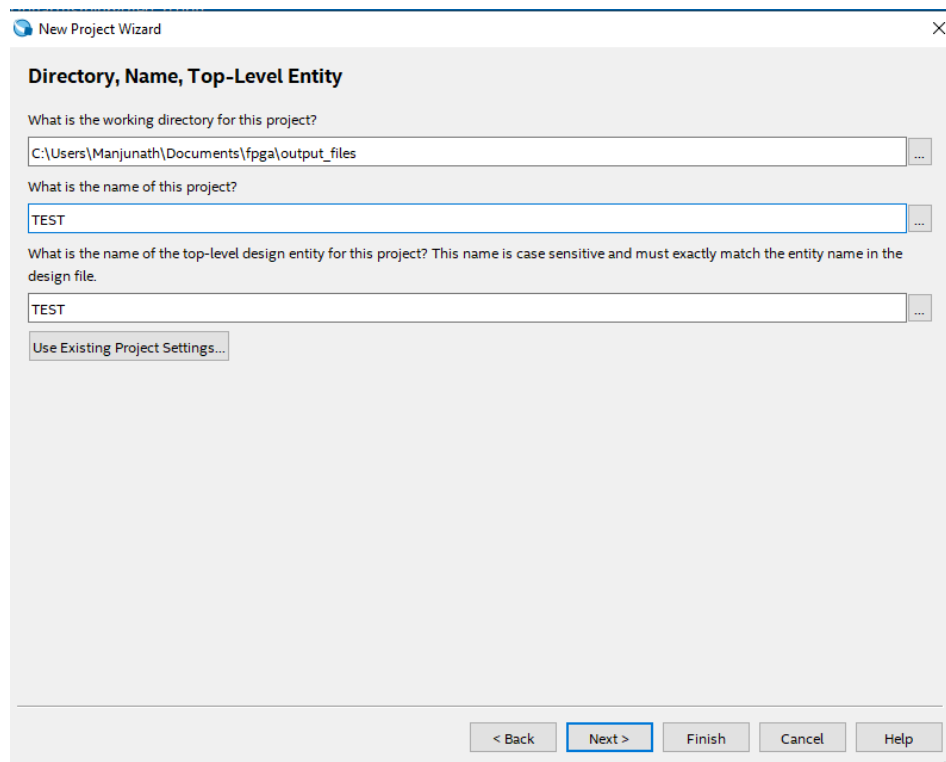 New Project Wizard
Directory, Name, Top-Level Entity
What is the working directory for this project?
C:\Users\Manjunath\Documents\fpga\output_files
...
What is the name of this project?
TEST
...
What is the name of the top-level design entity for this project? This name is case sensitive and must exactly match the entity name in the
design file.
TEST
...
Use Existing Project Settings...
< Back
Next >
Finish
Cancel
Help